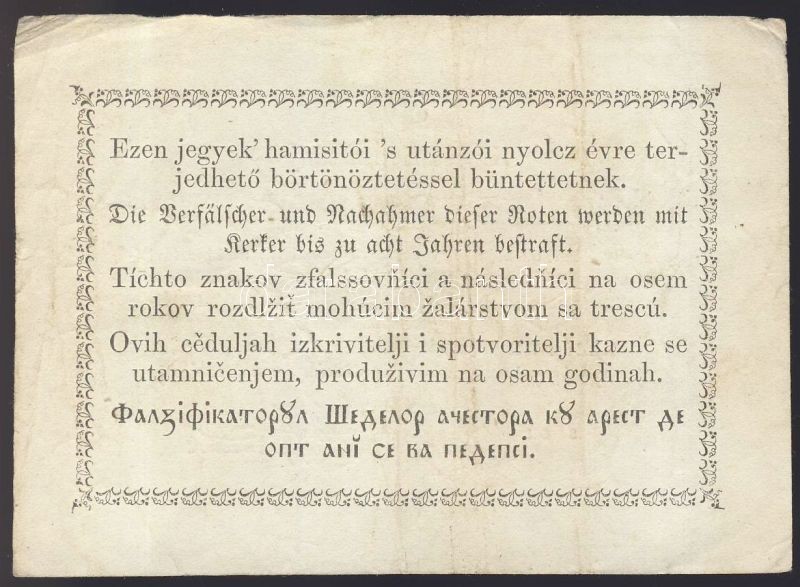 Ezen jegyek' hamisitói 's utánzói nyolcz évre ter-
jedhető börtönöztetéssel büntettetnek.
Die Verfälscher und Nachahmer dieser Noten werden mit
Kerker bis zu acht Jahren bestraft.
Tíchto znakov zfalssovňíci a následňíci na osem
rokov rozdlžiť mohúcim žalárstvom sa trescú.
Ovih cěduljah izkrivitelji i spotvoritelji kazne se
utamničenjem, produživim na osam godinah.
Фалзіфікаторꙋл Шеделор ачестора кꙋ арест де
опт анĭ се ва педепсі.